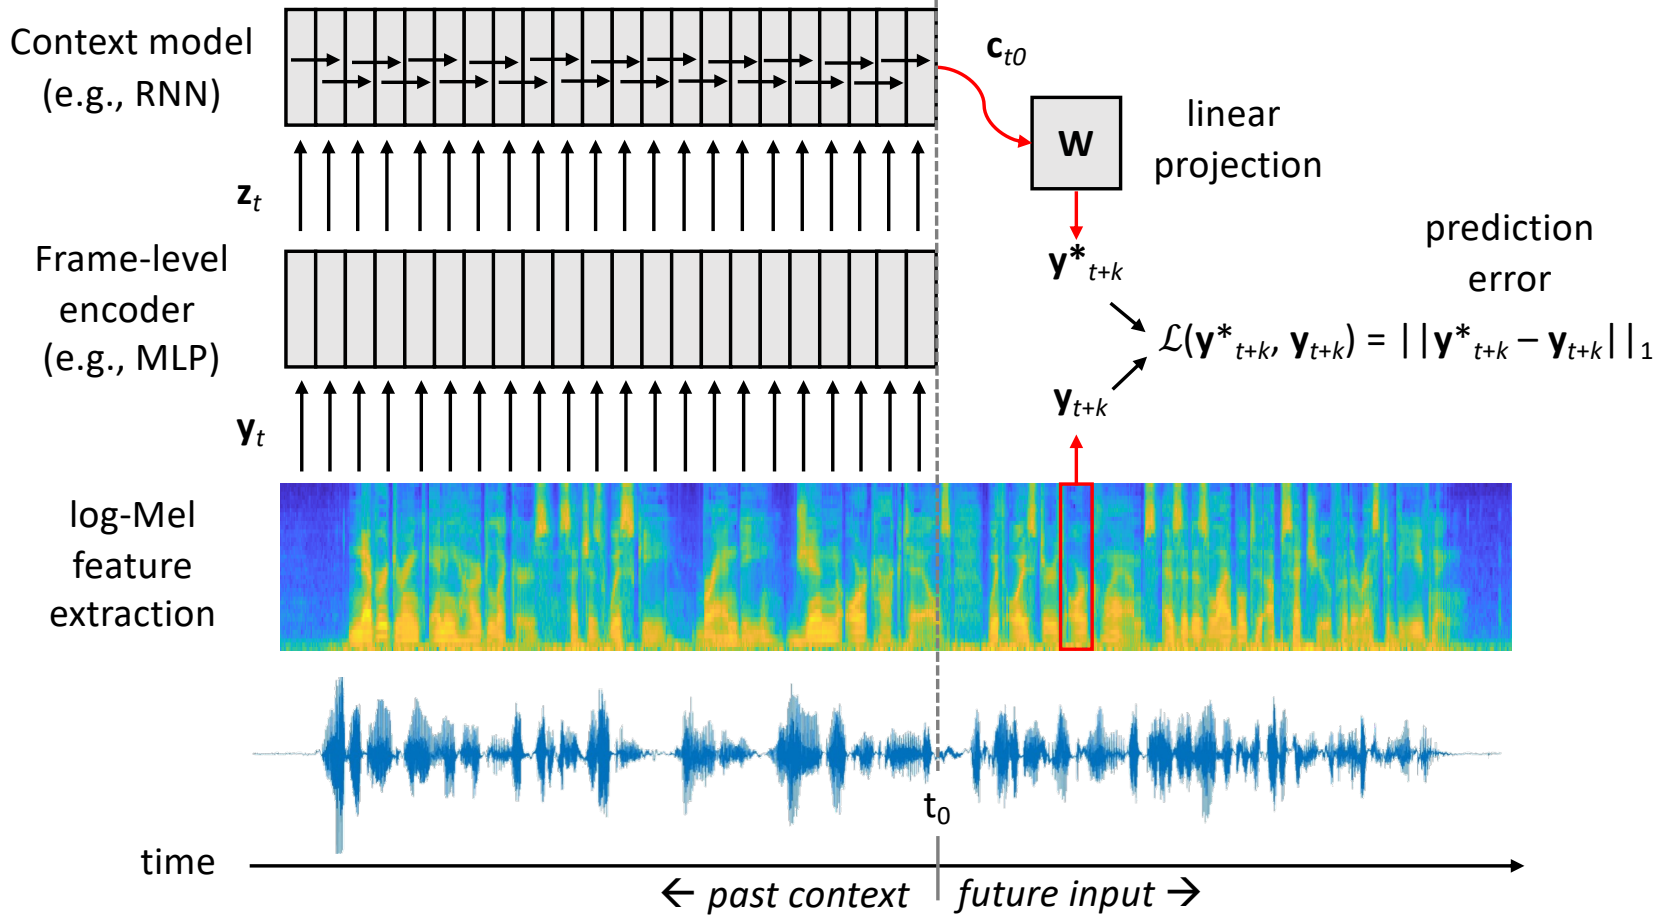 Context model
(e.g., RNN)
c_t0
W
linear
projection
z_t
Frame-level
encoder
(e.g., MLP)
y*_t+k
prediction
error
ℒ(y*_t+k, y_t+k) = ||y*_t+k – y_t+k||_1
y_t+k
y_t
log-Mel
feature
extraction
t_0
time
← past context
future input →